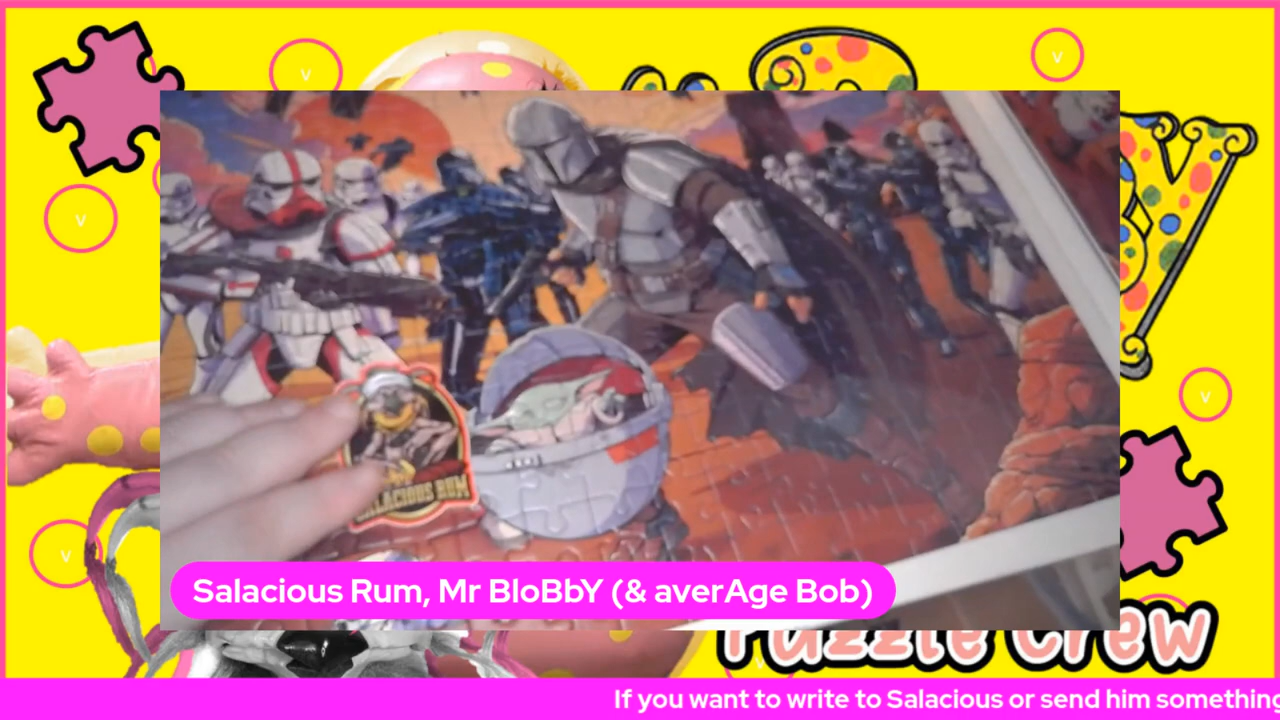 SALACIOUS RUM
Salacious Rum, Mr BloBbY (& averAge Bob)
Puzzle Crew
If you want to write to Salacious or send him something